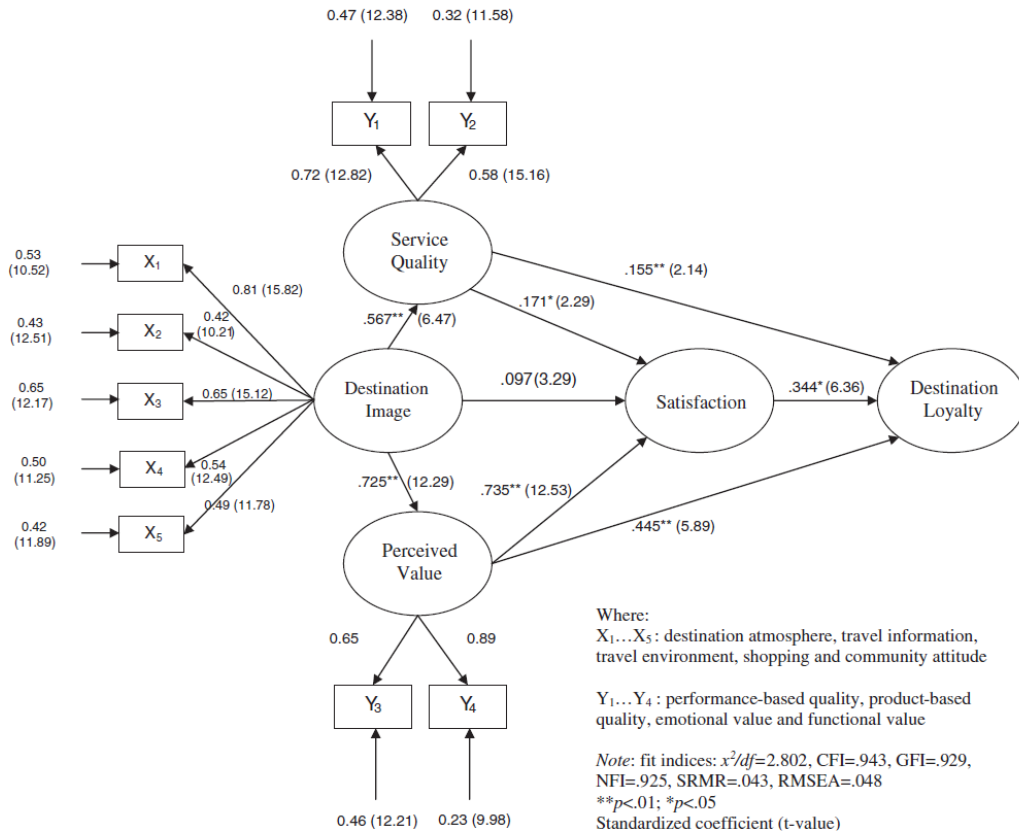 0.47 (12.38)
0.32 (11.58)
Y1
Y2
0.72 (12.82)
0.58 (15.16)
Service
Quality
0.53
(10.52)
X1
0.81 (15.82)
.155** (2.14)
.171* (2.29)
0.43
(12.51)
X2
0.42
(10.21)
.567** (6.47)
0.65
(12.17)
X3
0.65 (15.12)
Destination
Image
.097(3.29)
Satisfaction
.344* (6.36)
Destination
Loyalty
0.50
(11.25)
X4
0.54
(12.49)
.725** (12.29)
.735** (12.53)
0.49 (11.78)
0.42
(11.89)
X5
.445** (5.89)
Perceived
Value
0.65
0.89
Y3
Y4
0.46 (12.21)
0.23 (9.98)
Where:
X1…X5 : destination atmosphere, travel information,
travel environment, shopping and community attitude
Y1…Y4 : performance-based quality, product-based
quality, emotional value and functional value
Note: fit indices: x²/df=2.802, CFI=.943, GFI=.929,
NFI=.925, SRMR=.043, RMSEA=.048
**p<.01; *p<.05
Standardized coefficient (t-value)